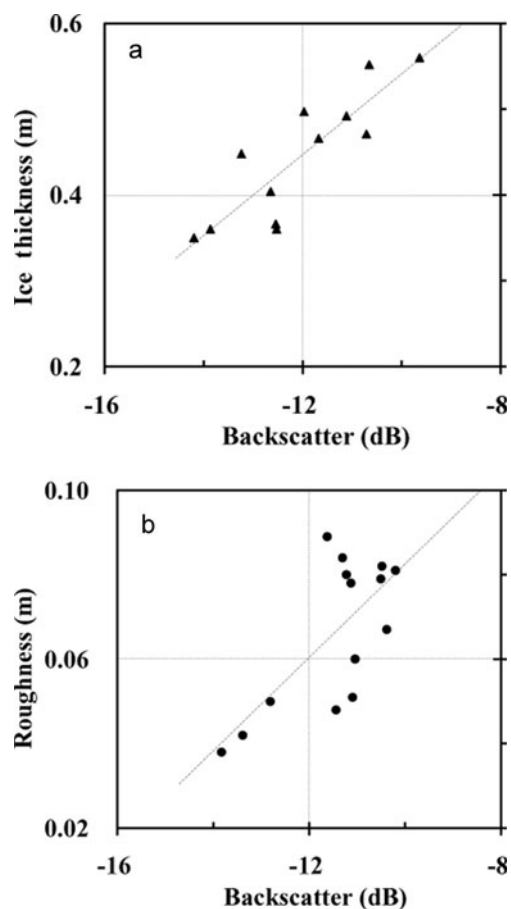 0.6
a
Ice thickness (m)
0.4
0.2
-16
-12
-8
Backscatter (dB)
0.10
b
Roughness (m)
0.06
0.02
-16
-12
-8
Backscatter (dB)